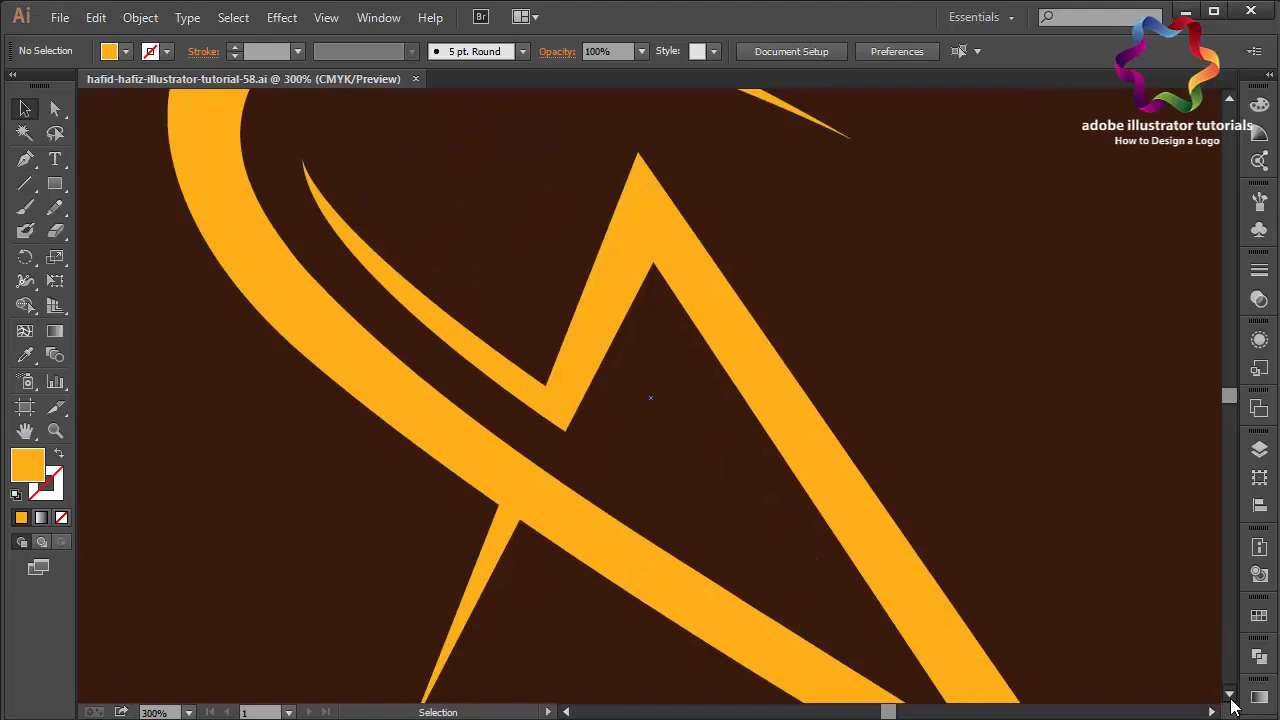 Ai File Edit Object Type Select Effect View Window Help Br Essentials
No Selection Stroke: 5 pt. Round Opacity: 100% Style: Document Setup Preferences
hafid-hafiz-illustrator-tutorial-58.ai @ 300% (CMYK/Preview) ×
adobe illustrator tutorials
How to Design a Logo
T
300% 1 Selection